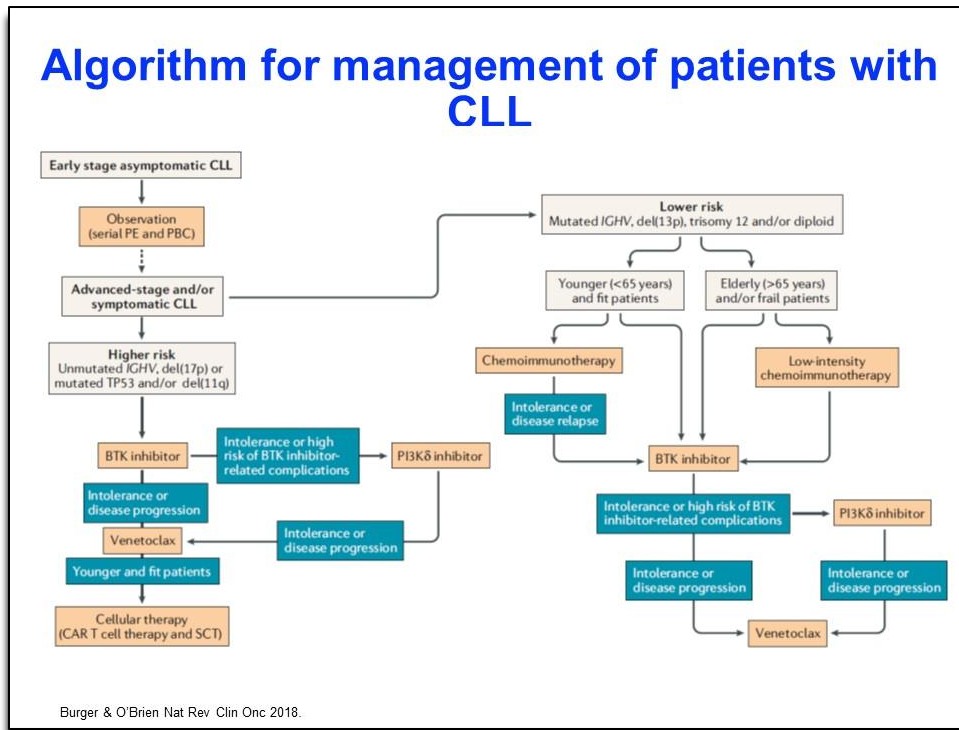 Algorithm for management of patients with
CLL
Early stage asymptomatic CLL
Observation
(serial PE and PBC)
Advanced-stage and/or
symptomatic CLL
Higher risk
Unmutated IGHV, del(17p) or
mutated TP53 and/or del(11q)
BTK inhibitor
Intolerance or high
risk of BTK inhibitor-
related complications
PI3Kδ inhibitor
Intolerance or
disease progression
Intolerance or
disease progression
Venetoclax
Younger and fit patients
Cellular therapy
(CAR T cell therapy and SCT)
Lower risk
Mutated IGHV, del(13p), trisomy 12 and/or diploid
Younger (<65 years)
and fit patients
Elderly (>65 years)
and/or frail patients
Chemoimmunotherapy
Low-intensity
chemoimmunotherapy
Intolerance or
disease relapse
BTK inhibitor
Intolerance or high risk of BTK
inhibitor-related complications
PI3Kδ inhibitor
Intolerance or
disease progression
Intolerance or
disease progression
Venetoclax
Burger & O'Brien Nat Rev Clin Onc 2018.